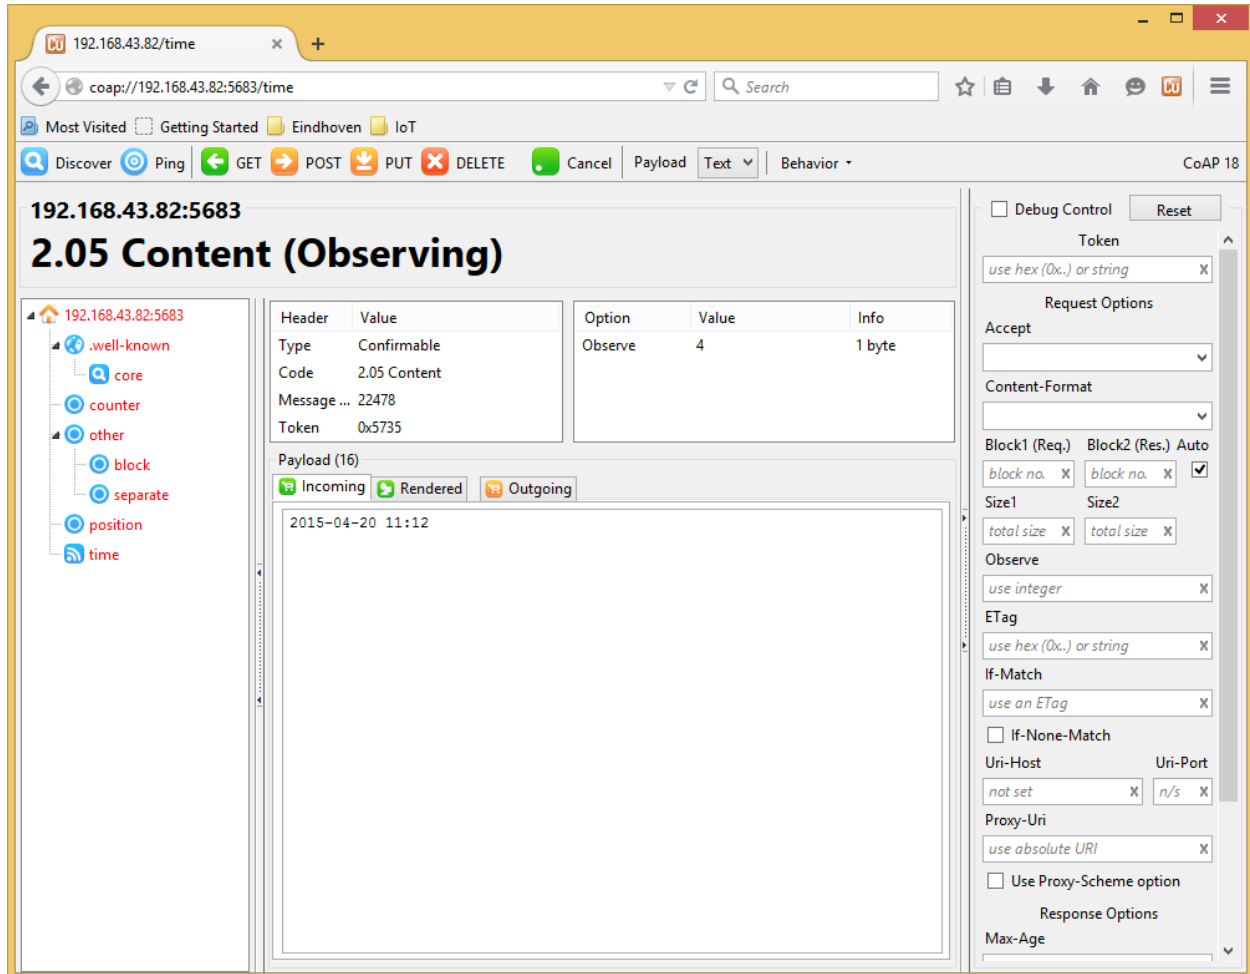 192.168.43.82/time
coap://192.168.43.82:5683/time
Search
Most Visited Getting Started Eindhoven IoT
Discover Ping GET POST PUT DELETE Cancel Payload Text Behavior CoAP 18
192.168.43.82:5683
2.05 Content (Observing)
192.168.43.82:5683
.well-known
core
counter
other
block
separate
position
time
Header Value
Type Confirmable
Code 2.05 Content
Message ... 22478
Token 0x5735
Option Value Info
Observe 4 1 byte
Payload (16)
Incoming Rendered Outgoing
2015-04-20 11:12
Debug Control Reset
Token
use hex (0x..) or string X
Request Options
Accept
Content-Format
Block1 (Req.) Block2 (Res.) Auto
block no. X block no. X
Size1 Size2
total size X total size X
Observe
use integer X
ETag
use hex (0x..) or string X
If-Match
use an ETag X
If-None-Match
Uri-Host Uri-Port
not set X n/s X
Proxy-Uri
use absolute URI X
Use Proxy-Scheme option
Response Options
Max-Age